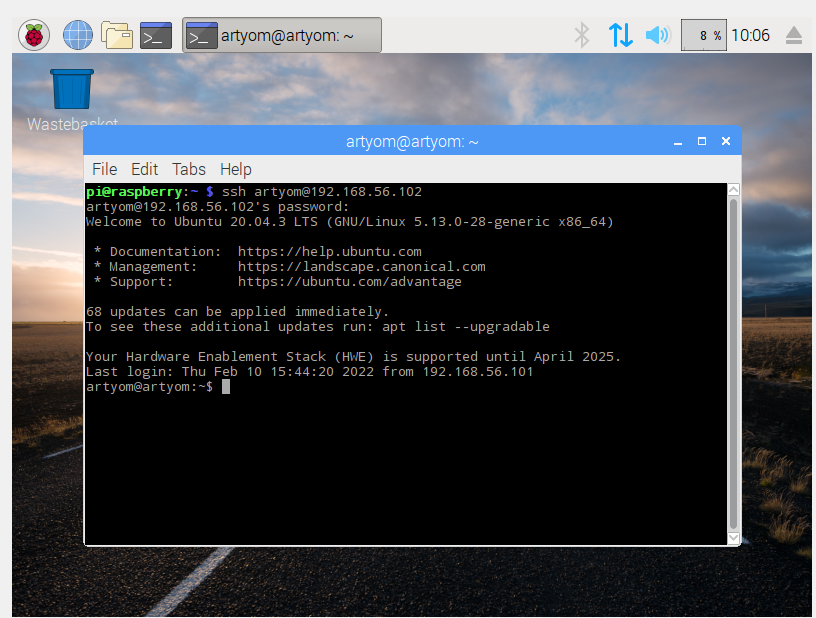 artyom@artyom: ~
8 %
10:06
Wastebasket
artyom@artyom: ~
File Edit Tabs Help
pi@raspberry:~ $ ssh artyom@192.168.56.102
artyom@192.168.56.102's password:
Welcome to Ubuntu 20.04.3 LTS (GNU/Linux 5.13.0-28-generic x86_64)
* Documentation: https://help.ubuntu.com
* Management: https://landscape.canonical.com
* Support: https://ubuntu.com/advantage
68 updates can be applied immediately.
To see these additional updates run: apt list --upgradable
Your Hardware Enablement Stack (HWE) is supported until April 2025.
Last login: Thu Feb 10 15:44:20 2022 from 192.168.56.101
artyom@artyom:~$